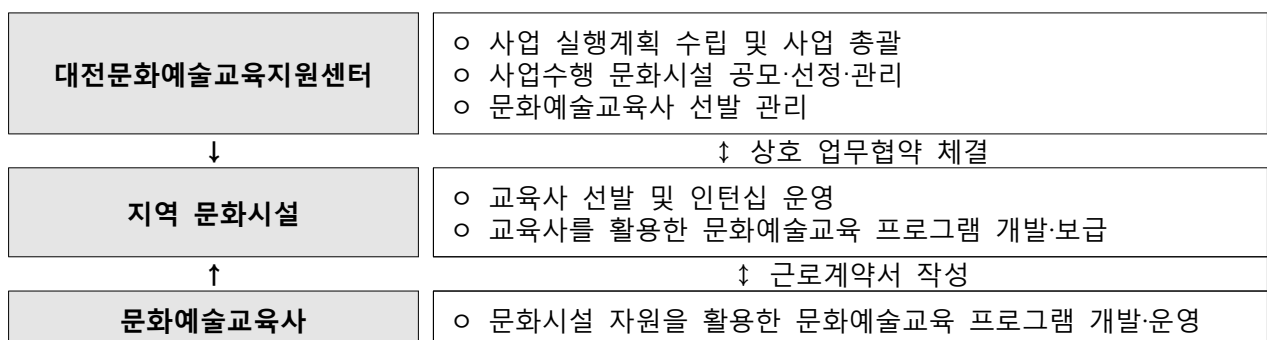 대전문화예술교육지원센터
ㅇ 사업 실행계획 수립 및 사업 총괄
ㅇ 사업수행 문화시설 공모·선정·관리
ㅇ 문화예술교육사 선발 관리
↓
↕ 상호 업무협약 체결
지역 문화시설
ㅇ 교육사 선발 및 인턴십 운영
ㅇ 교육사를 활용한 문화예술교육 프로그램 개발·보급
↑
↕ 근로계약서 작성
문화예술교육사
ㅇ 문화시설 자원을 활용한 문화예술교육 프로그램 개발·운영